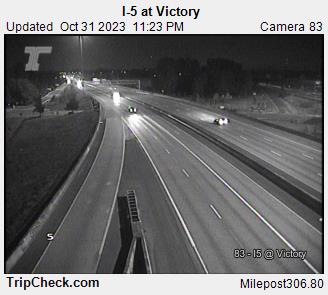 I-5 at Victory
Updated Oct 31 2023 11:23 PM Camera 83
T
S
83 - I5 @ Victory
TripCheck.com Milepost306.80